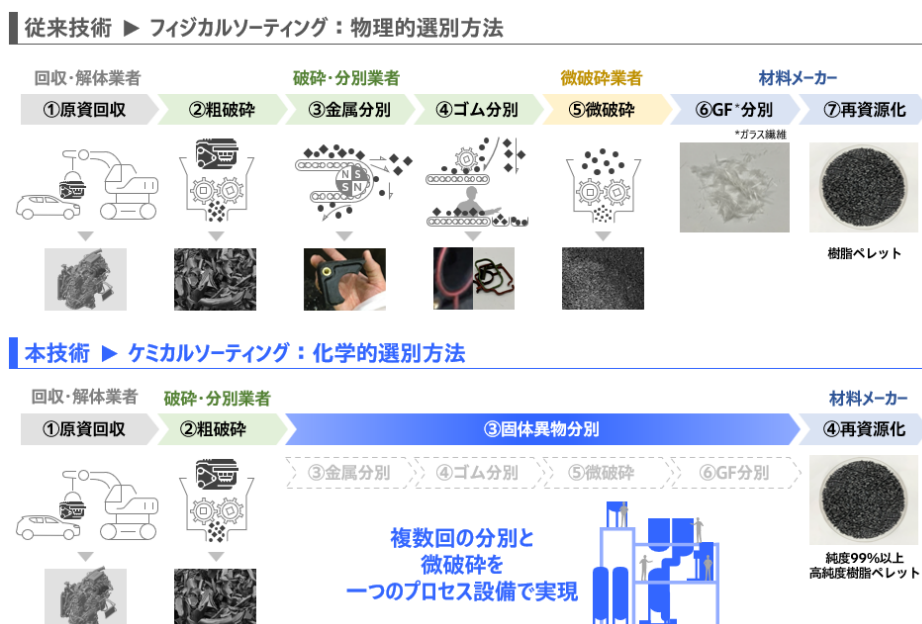 従来技術 ▶ フィジカルソーティング：物理的選別方法
回収・解体業者
破砕・分別業者
微破砕業者
材料メーカー
①原資回収
②粗破砕
③金属分別
④ゴム分別
⑤微破砕
⑥GF*分別
⑦再資源化
*ガラス繊維
N S
S N
樹脂ペレット
本技術 ▶ ケミカルソーティング：化学的選別方法
回収・解体業者
破砕・分別業者
材料メーカー
①原資回収
②粗破砕
③固体異物分別
④再資源化
③金属分別
④ゴム分別
⑤微破砕
⑥GF分別
複数回の分別と
微破砕を
一つのプロセス設備で実現
純度99%以上
高純度樹脂ペレット